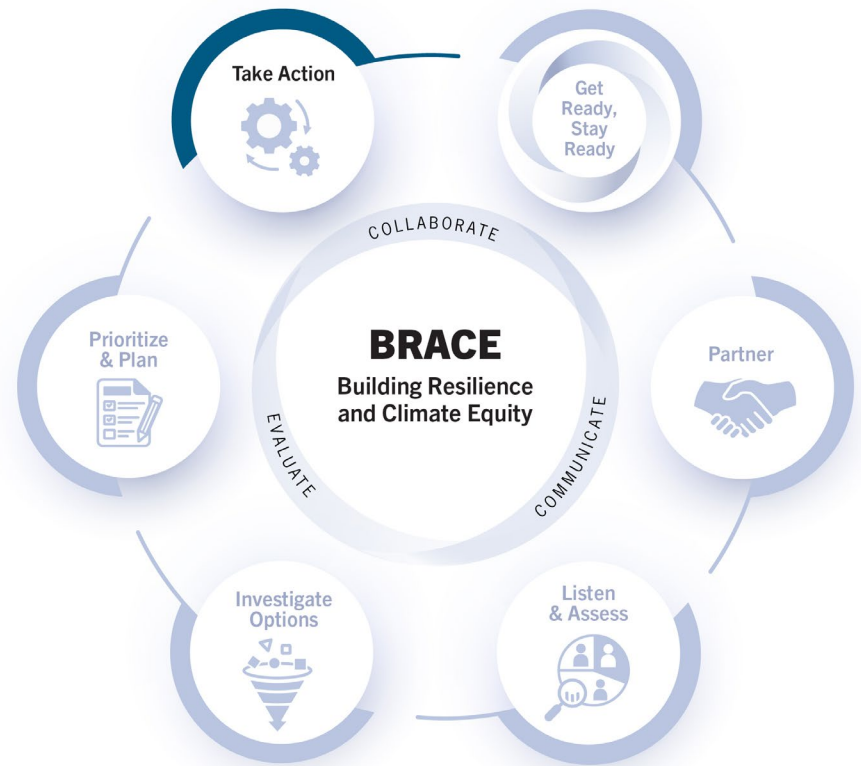 Take Action
Get
Ready,
Stay
Ready
COLLABORATE
Prioritize
& Plan
BRACE
Building Resilience
and Climate Equity
Partner
EVALUATE
COMMUNICATE
Investigate
Options
Listen
& Assess